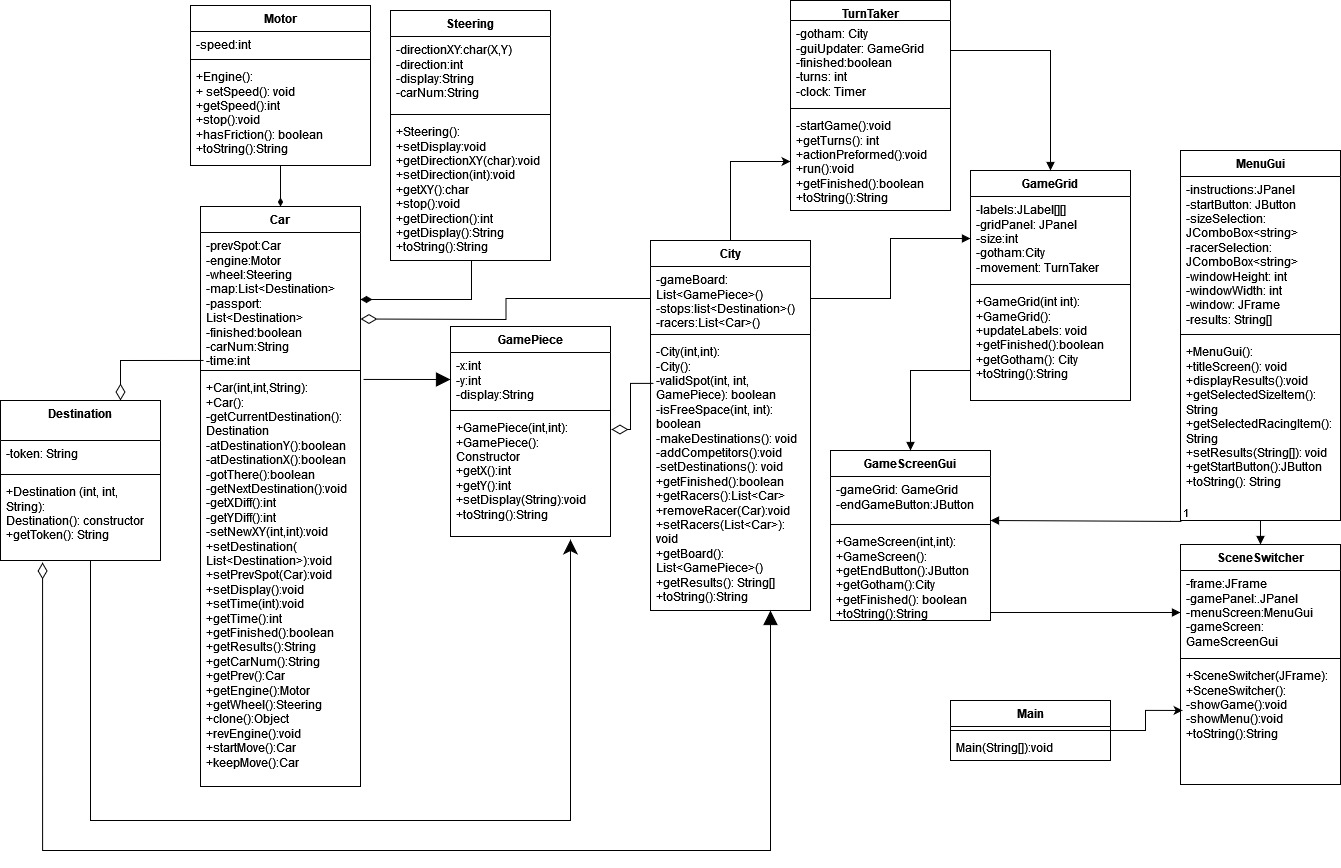 Motor
-speed:int
+Engine():
+ setSpeed(): void
+getSpeed():int
+stop():void
+hasFriction(): boolean
+toString():String
Steering
-directionXY:char(X,Y)
-direction:int
-display:String
-carNum:String
+Steering():
+setDisplay:void
+getDirectionXY(char):void
+setDirection(int):void
+getXY():char
+stop():void
+getDirection():int
+getDisplay():String
+toString():String
TurnTaker
-gotham: City
-guiUpdater: GameGrid
-finished:boolean
-turns: int
-clock: Timer
-startGame():void
+getTurns(): int
+actionPreformed():void
+run():void
+getFinished():boolean
+toString():String
GameGrid
-labels:JLabel[][]
-gridPanel: JPanel
-size:int
-gotham:City
-movement: TurnTaker
+GameGrid(int int):
+GameGrid():
+updateLabels: void
+getFinished():boolean
+getGotham(): City
+toString():String
MenuGui
-instructions:JPanel
-startButton: JButton
-sizeSelection:
JComboBox<string>
-racerSelection:
JComboBox<string>
-windowHeight: int
-windowWidth: int
-window: JFrame
-results: String[]
+MenuGui():
+titleScreen(): void
+displayResults():void
+getSelectedSizeItem():
String
+getSelectedRacingItem():
String
+setResults(String[]): void
+getStartButton():JButton
+toString(): String
1
Car
-prevSpot:Car
-engine:Motor
-wheel:Steering
-map:List<Destination>
-passport:
List<Destination>
-finished:boolean
-carNum:String
-time:int
+Car(int,int,String):
+Car():
-getCurrentDestination():
Destination
-atDestinationY():boolean
-atDestinationX():boolean
-gotThere():boolean
-getNextDestination():void
-getXDiff():int
-getYDiff():int
-setNewXY(int,int):void
+setDestination(
List<Destination>):void
+setPrevSpot(Car):void
+setDisplay():void
+setTime(int):void
+getTime():int
+getFinished():boolean
+getResults():String
+getCarNum():String
+getPrev():Car
+getEngine():Motor
+getWheel():Steering
+clone():Object
+revEngine():void
+startMove():Car
+keepMove():Car
City
-gameBoard:
List<GamePiece>()
-stops:list<Destination>()
-racers:List<Car>()
-City(int,int):
-City():
-validSpot(int, int,
GamePiece): boolean
-isFreeSpace(int, int):
boolean
-makeDestinations(): void
-addCompetitors():void
-setDestinations(): void
+getFinished():boolean
+getRacers():List<Car>
+removeRacer(Car):void
+setRacers(List<Car>):
void
+getBoard():
List<GamePiece>()
+getResults(): String[]
+toString():String
GamePiece
-x:int
-y:int
-display:String
+GamePiece(int,int):
+GamePiece():
Constructor
+getX():int
+getY():int
+setDisplay(String):void
+toString():String
Destination
-token: String
+Destination (int, int,
String):
Destination(): constructor
+getToken(): String
GameScreenGui
-gameGrid: GameGrid
-endGameButton:JButton
+GameScreen(int,int):
+GameScreen():
+getEndButton():JButton
+getGotham():City
+getFinished(): boolean
+toString():String
SceneSwitcher
-frame:JFrame
-gamePanel:.JPanel
-menuScreen:MenuGui
-gameScreen:
GameScreenGui
+SceneSwitcher(JFrame):
+SceneSwitcher():
-showGame():void
-showMenu():void
+toString():String
Main
Main(String[]):void